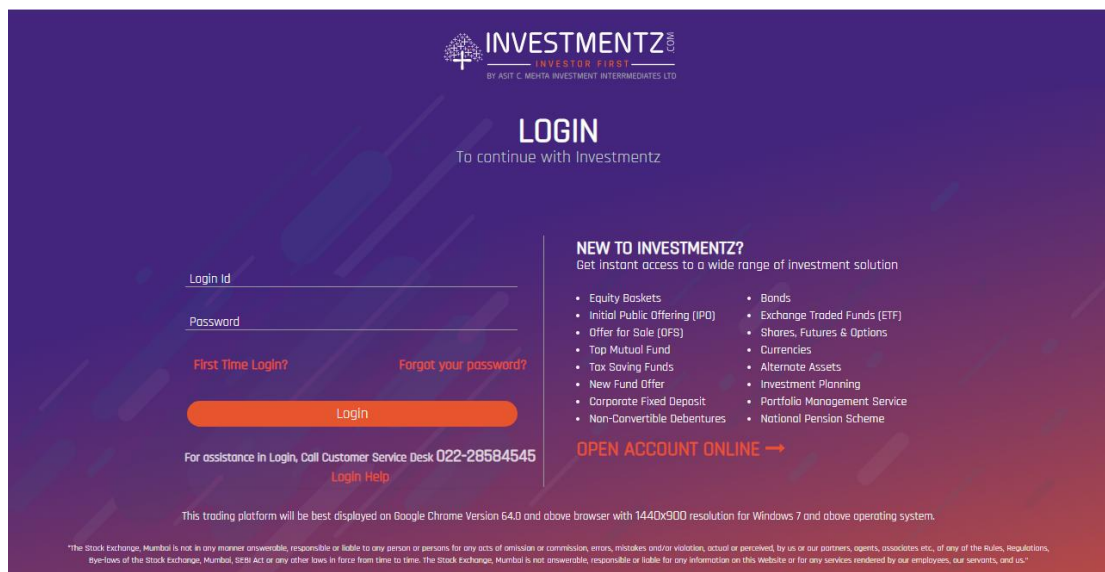 INVESTMENTZ.COM
INVESTOR FIRST
BY ASIT C. MEHTA INVESTMENT INTERRMEDIATES LTD
LOGIN
To continue with Investmentz
Login Id
Password
First Time Login? Forgot your password?
Login
For assistance in Login, Call Customer Service Desk 022-28584545
Login Help
NEW TO INVESTMENTZ?
Get instant access to a wide range of investment solution
• Equity Baskets
• Initial Public Offering (IPO)
• Offer for Sale (OFS)
• Top Mutual Fund
• Tax Saving Funds
• New Fund Offer
• Corporate Fixed Deposit
• Non-Convertible Debentures
• Bonds
• Exchange Traded Funds (ETF)
• Shares, Futures & Options
• Currencies
• Alternate Assets
• Investment Planning
• Portfolio Management Service
• National Pension Scheme
OPEN ACCOUNT ONLINE →
This trading platform will be best displayed on Google Chrome Version 64.0 and above browser with 1440x900 resolution for Windows 7 and above operating system.
"The Stock Exchange, Mumbai is not in any manner answerable, responsible or liable to any person or persons for any acts of omission or commission, errors, mistakes and/or violation, actual or perceived, by us or our partners, agents, associates etc., of any of the Rules, Regulations,
Bye-laws of the Stock Exchange, Mumbai, SEBI Act or any other laws in force from time to time. The Stock Exchange, Mumbai is not answerable, responsible or liable for any information on this Website or for any services rendered by our employees, our servants, and us."